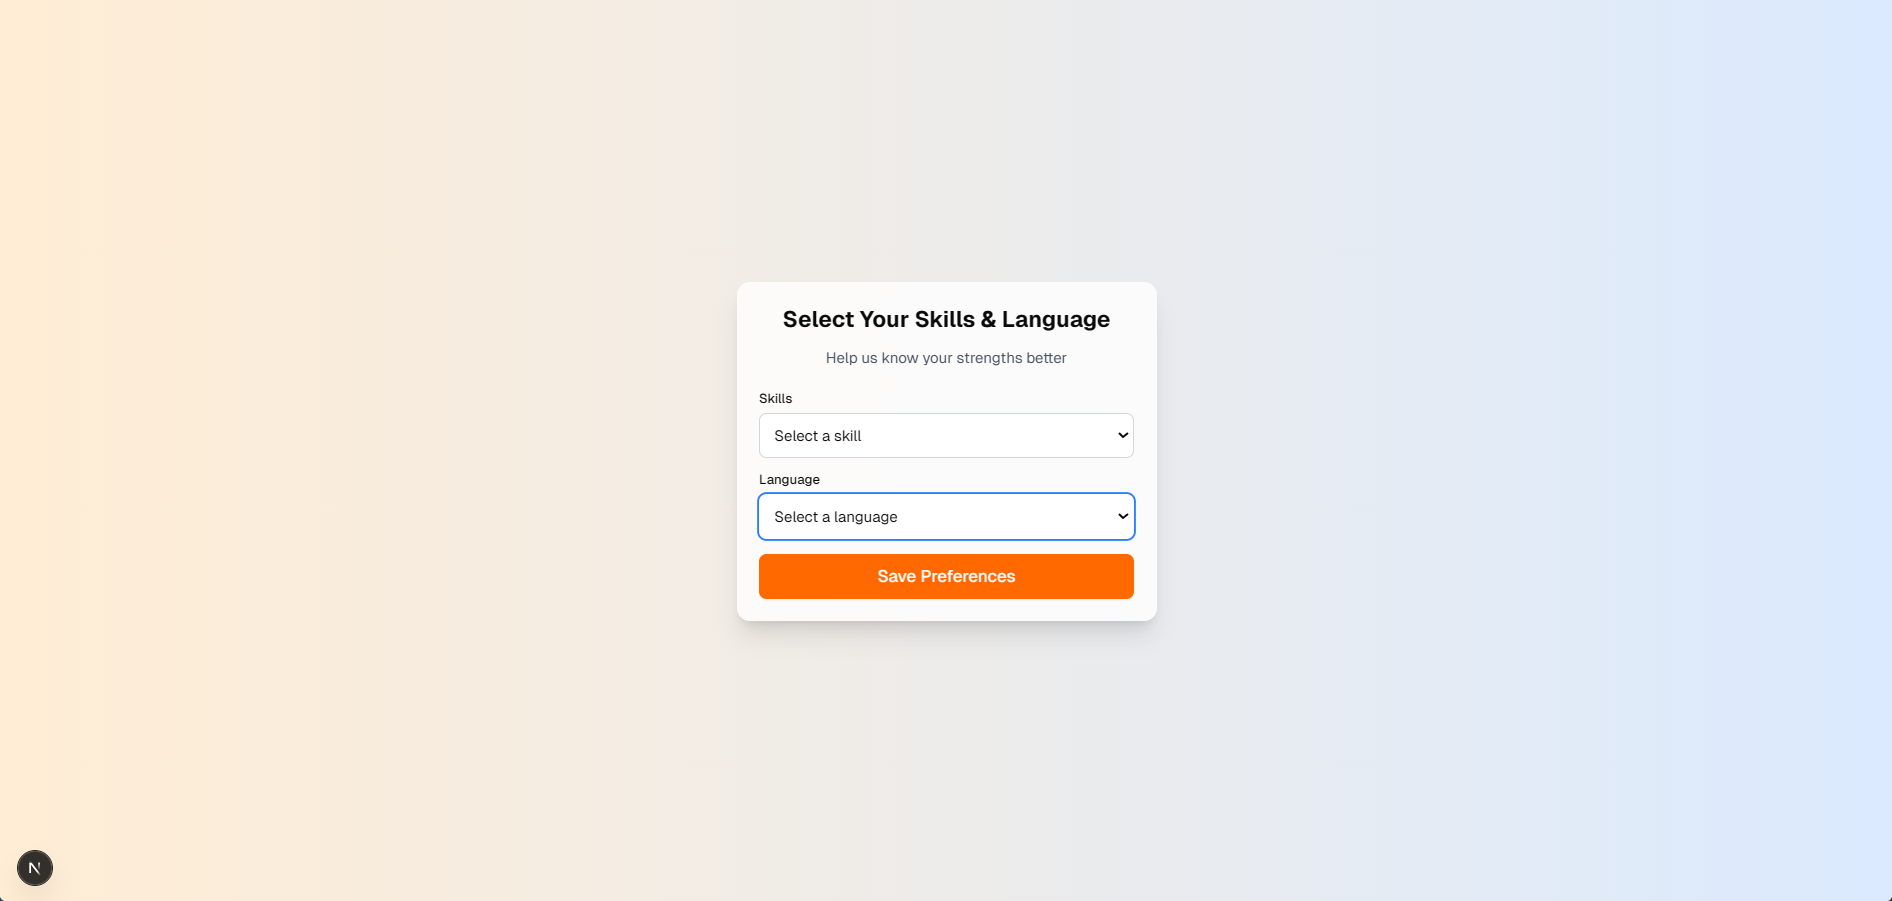 Select Your Skills & Language
Help us know your strengths better
Skills
Select a skill
Language
Select a language
Save Preferences
N